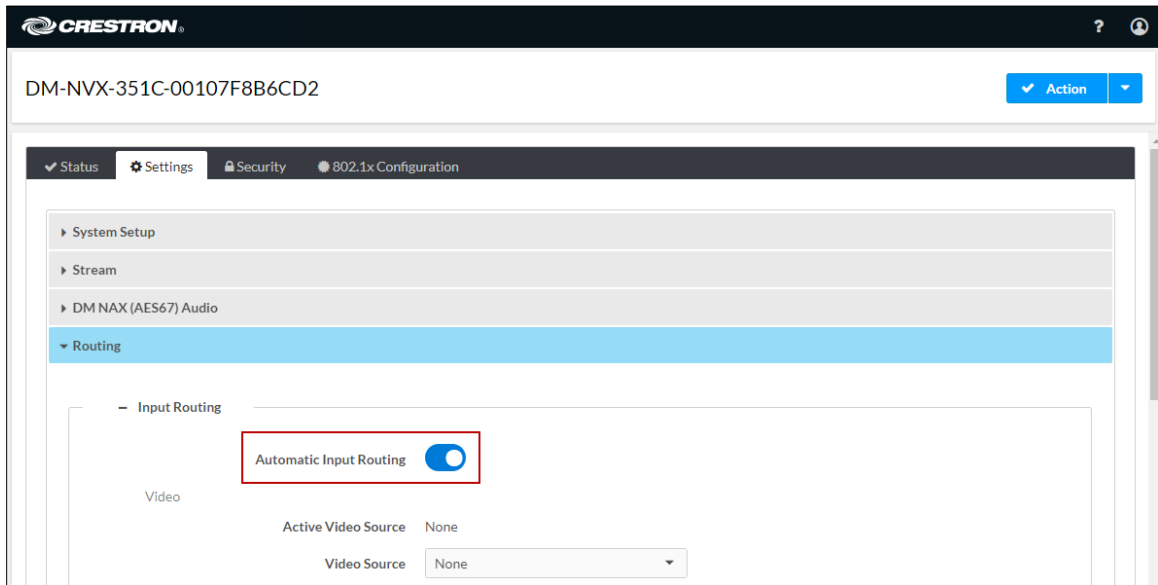 CRESTRON®
?
DM-NVX-351C-00107F8B6CD2
Action
Status Settings Security 802.1x Configuration
System Setup
Stream
DM NAX (AES67) Audio
Routing
Input Routing
Automatic Input Routing
Video
Active Video Source None
Video Source None